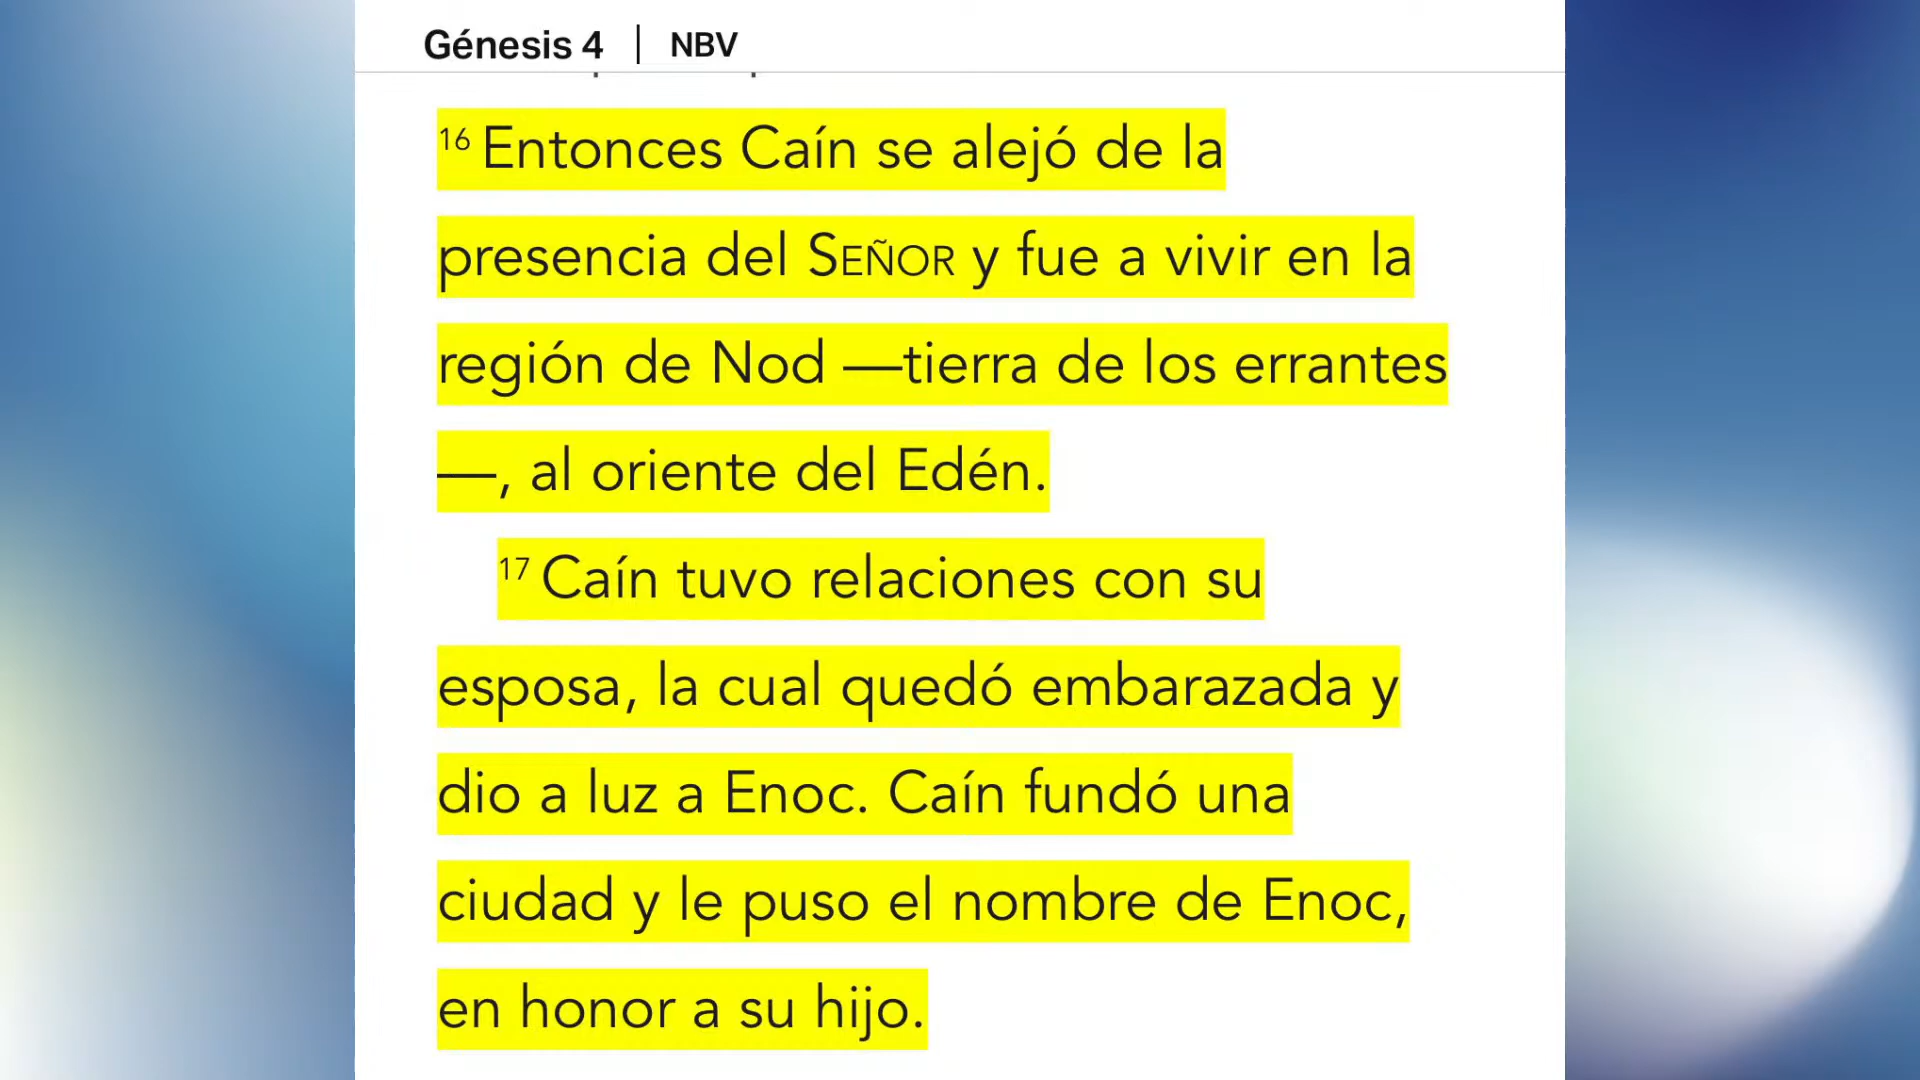 Génesis 4 | NBV
16 Entonces Caín se alejó de la
presencia del SEÑOR y fue a vivir en la
región de Nod —tierra de los errantes
—, al oriente del Edén.
17 Caín tuvo relaciones con su
esposa, la cual quedó embarazada y
dio a luz a Enoc. Caín fundó una
ciudad y le puso el nombre de Enoc,
en honor a su hijo.